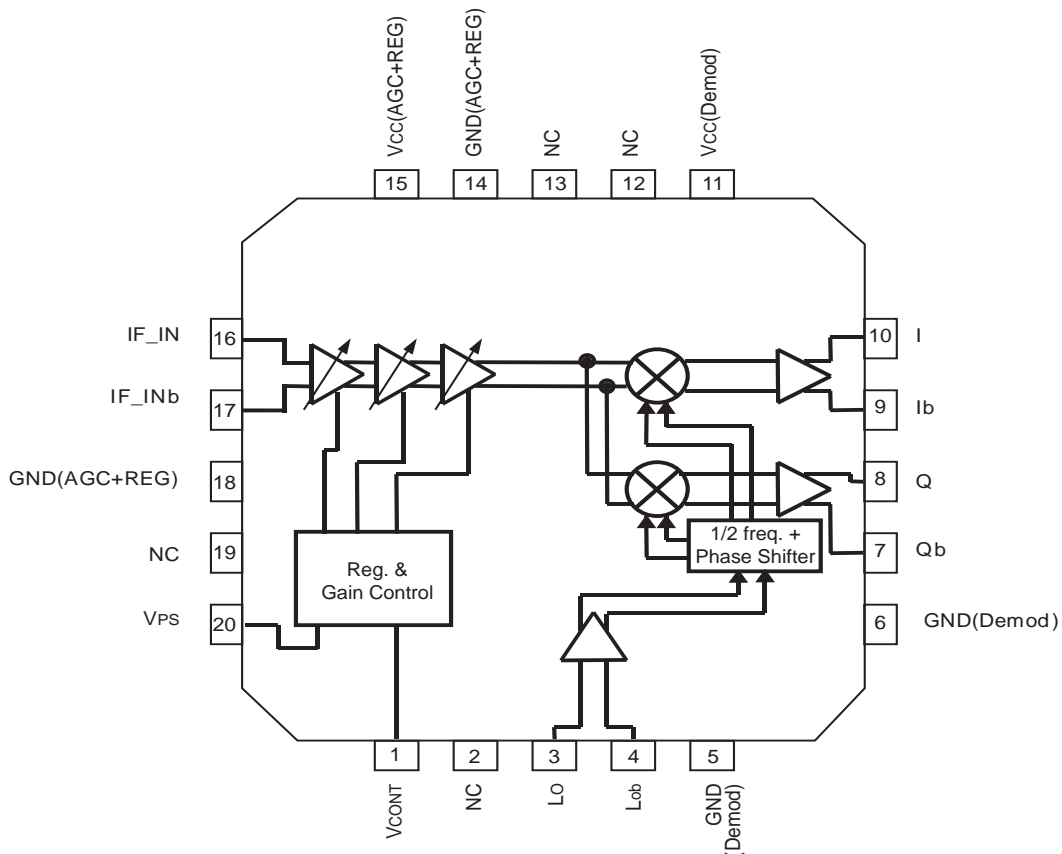 Vcc(AGC+REG)
GND(AGC+REG)
NC
NC
Vcc(Demod)
15
14
13
12
11
IF_IN
16
10
I
IF_INb
17
9
Ib
GND(AGC+REG)
18
8
Q
NC
19
7
Qb
VPS
20
6
GND(Demod)
1/2 freq. +
Phase Shifter
Reg. &
Gain Control
1
2
3
4
5
VCONT
NC
LO
LOb
GND
(Demod)